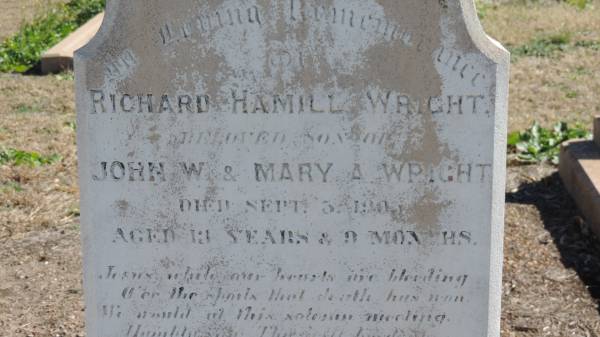 In Loving Remembrance
OF
RICHARD HAMILL WRIGHT,
BELOVED SON OF
JOHN W. & MARY A. WRIGHT
DIED SEPT.
AGED 13 YEARS & 9 MONTHS.
Jesus, while our hearts are bleeding
O'er the spoils that death has won
We would at this solemn meeting,